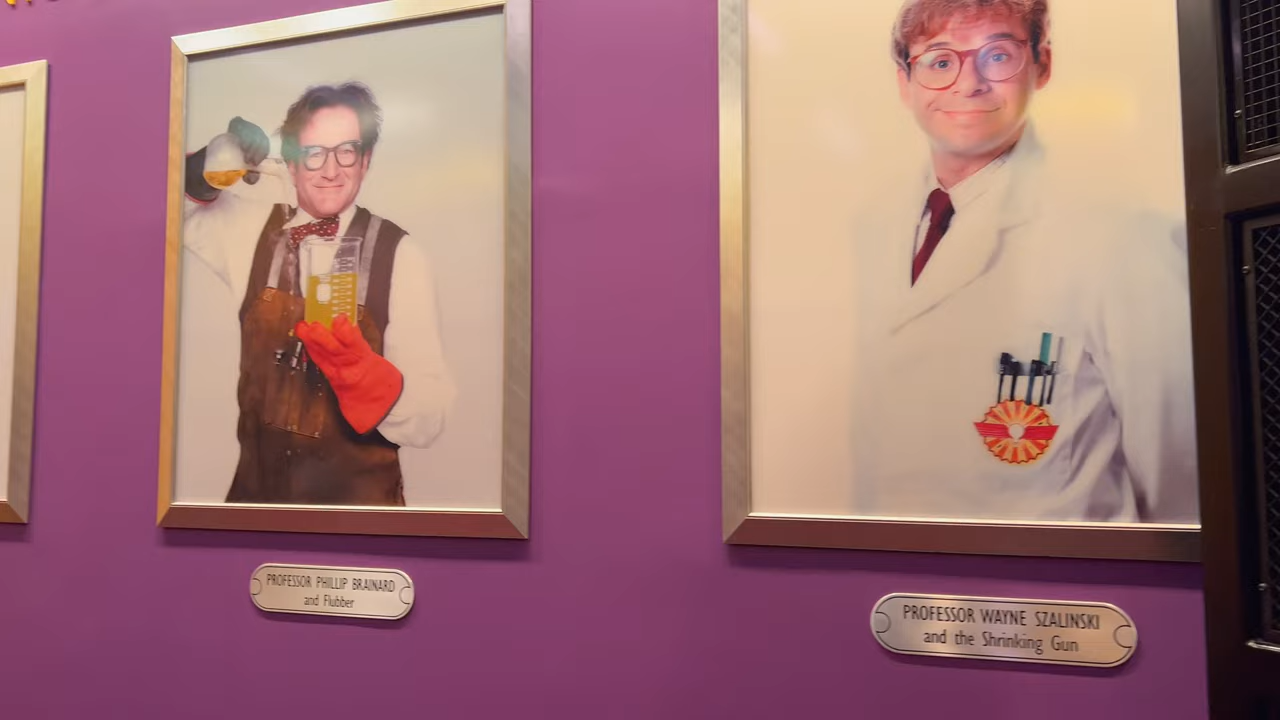 PROFESSOR PHILLIP BRAINARD
and Flubber
PROFESSOR WAYNE SZALINSKI
and the Shrinking Gun